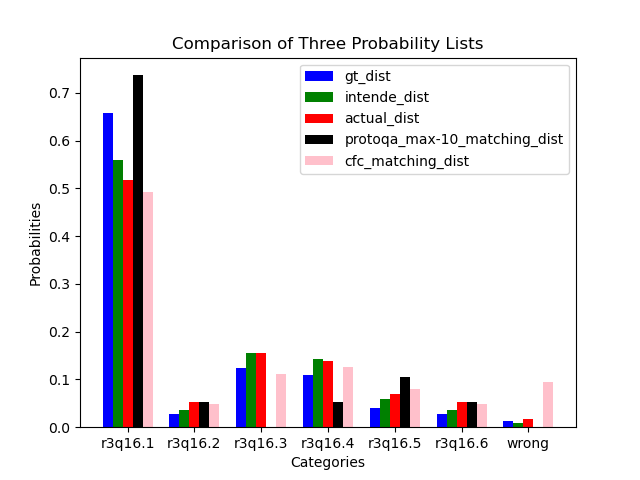 Comparison of Three Probability Lists
gt_dist
intende_dist
actual_dist
protoqa_max-10_matching_dist
cfc_matching_dist
Probabilities
0.7
0.6
0.5
0.4
0.3
0.2
0.1
0.0
r3q16.1 r3q16.2 r3q16.3 r3q16.4 r3q16.5 r3q16.6 wrong
Categories